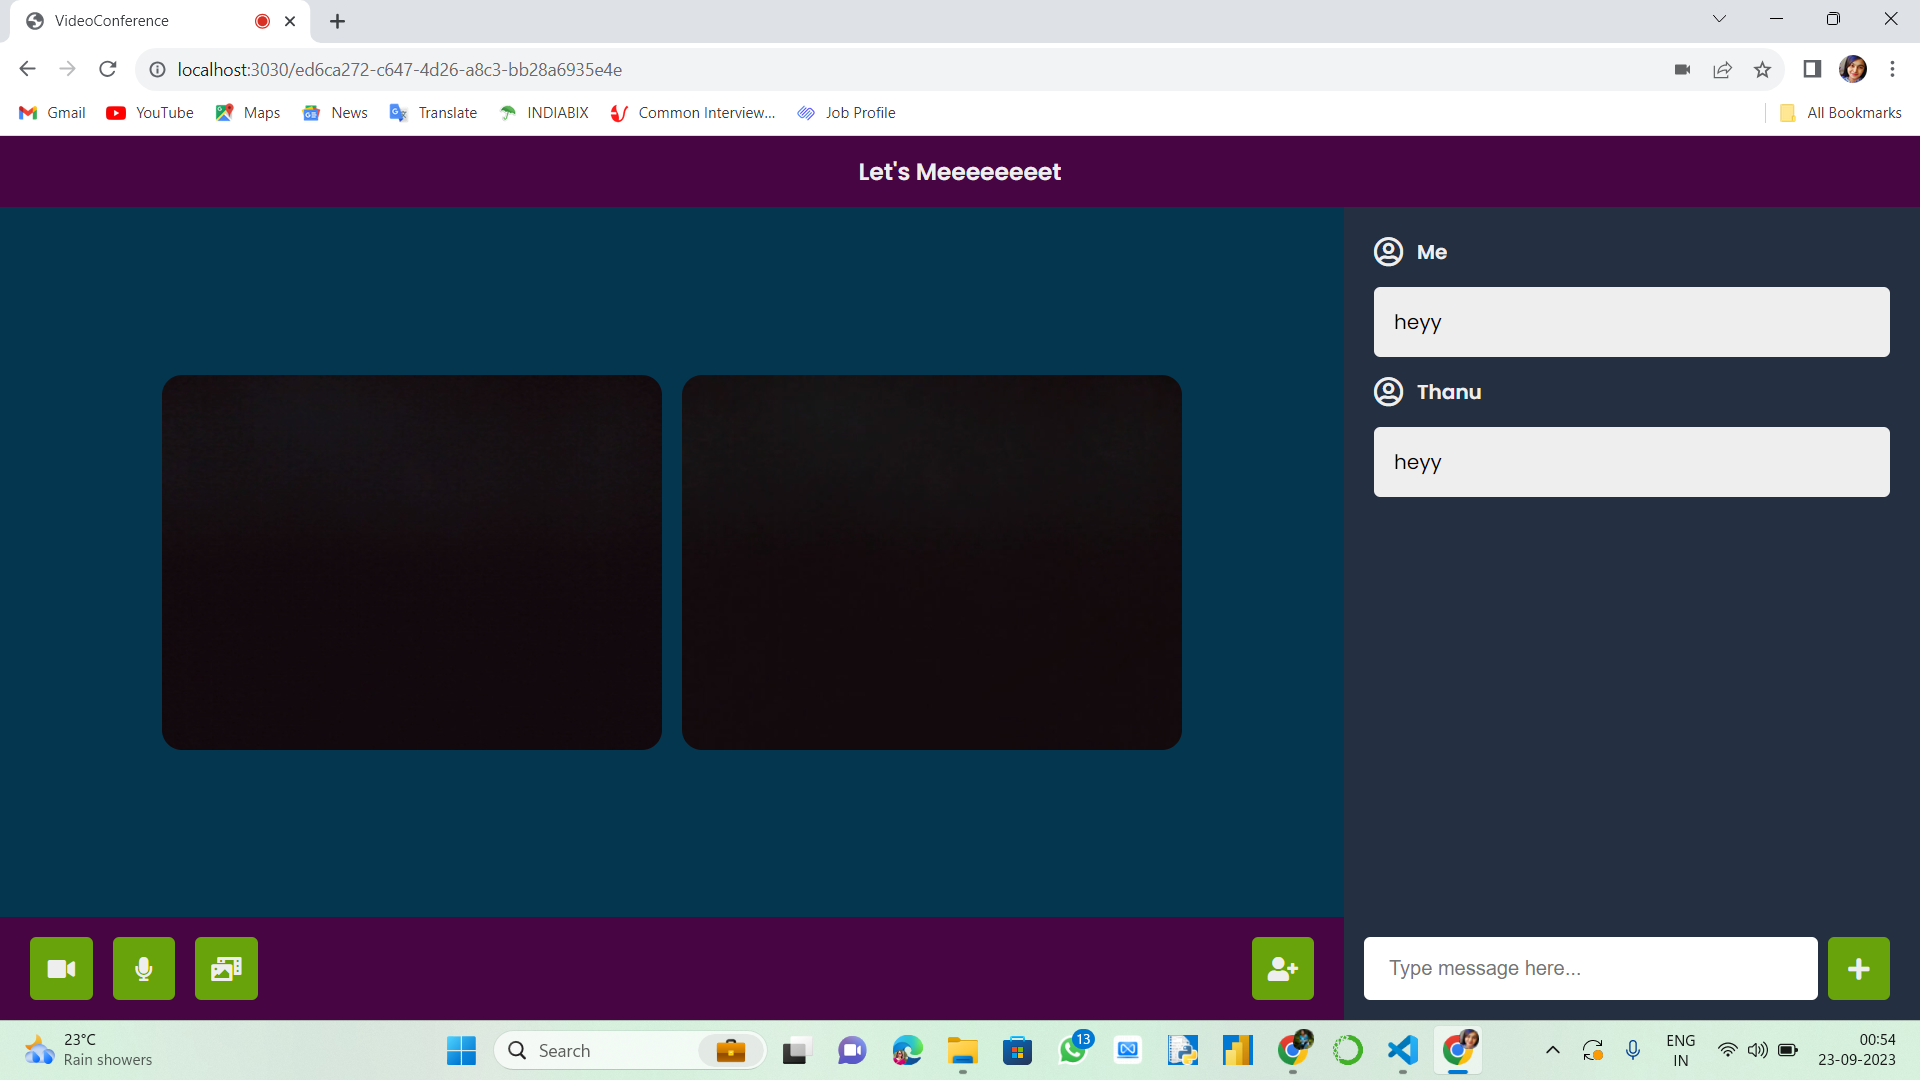 VideoConference
localhost:3030/ed6ca272-c647-4d26-a8c3-bb28a6935e4e
Gmail YouTube Maps News Translate INDIABIX Common Interview... Job Profile All Bookmarks
Let's Meeeeeeeet
Me
heyy
Thanu
heyy
Type message here...
23°C
Rain showers
Search
13
ENG
IN
00:54
23-09-2023